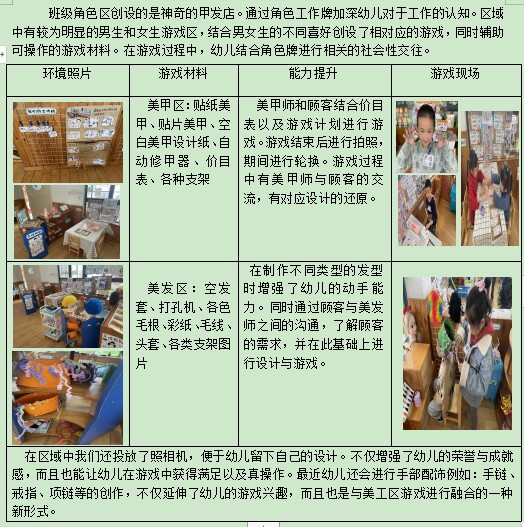 班级角色区创设的是神奇的甲发店。通过角色工作牌加深幼儿对于工作的认知。区域
中有较为明显的男生和女生游戏区，结合男女生的不同喜好创设了相对应的游戏，同时辅助
可操作的游戏材料。在游戏过程中，幼儿结合角色牌进行相关的社会性交往。
环境照片
游戏材料
能力提升
游戏现场
美甲区：贴纸美
甲、贴片美甲、空
白美甲设计纸、自
动修甲器、价目
表、各种支架
美甲师和顾客结合价目
表以及游戏计划进行游
戏。游戏结束后进行拍照，
期间进行轮换。游戏过程
中有美甲师与顾客的交
流，有对应设计的还原。
美发区：空发
套、打孔机、各色
毛根、彩纸、毛线、
头套、各类支架图
片
在制作不同类型的发型
时增强了幼儿的动手能
力。同时通过顾客与美发
师之间的沟通，了解顾客
的需求，并在此基础上进
行设计与游戏。
在区域中我们还投放了照相机，便于幼儿留下自己的设计。不仅增强了幼儿的荣誉与成就
感，而且也能让幼儿在游戏中获得满足以及真操作。最近幼儿还会进行手部配饰例如：手链、
戒指、项链等的创作，不仅延伸了幼儿的游戏兴趣，而且也是与美工区游戏进行融合的一种
新形式。